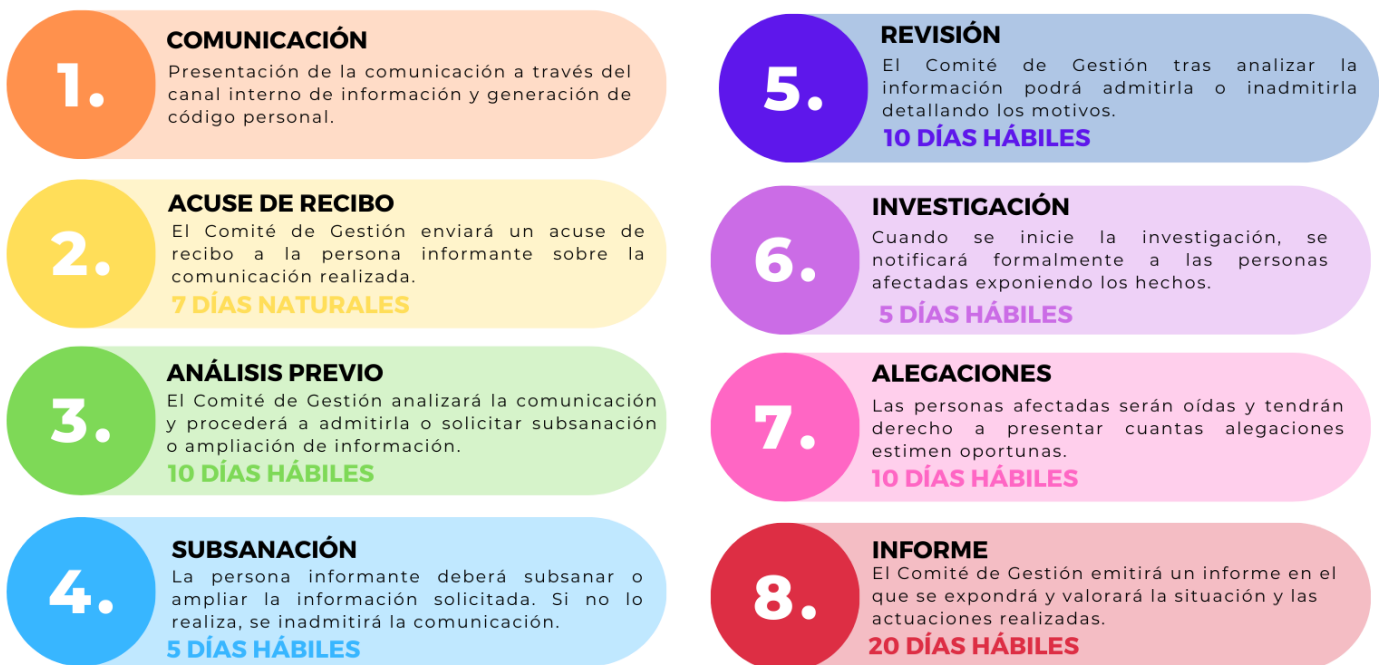 1.
COMUNICACIÓN
Presentación de la comunicación a través del
canal interno de información y generación de
código personal.
2.
ACUSE DE RECIBO
El Comité de Gestión enviará un acuse de
recibo a la persona informante sobre la
comunicación realizada.
7 DÍAS NATURALES
3.
ANÁLISIS PREVIO
El Comité de Gestión analizará la comunicación
y procederá a admitirla o solicitar subsanación
o ampliación de información.
10 DÍAS HÁBILES
4.
SUBSANACIÓN
La persona informante deberá subsanar o
ampliar la información solicitada. Si no lo
realiza, se inadmitirá la comunicación.
5 DÍAS HÁBILES
5.
REVISIÓN
El Comité de Gestión tras analizar la
información podrá admitirla o inadmitirla
detallando los motivos.
10 DÍAS HÁBILES
6.
INVESTIGACIÓN
Cuando se inicie la investigación, se
notificará formalmente a las personas
afectadas exponiendo los hechos.
5 DÍAS HÁBILES
7.
ALEGACIONES
Las personas afectadas serán oídas y tendrán
derecho a presentar cuantas alegaciones
estimen oportunas.
10 DÍAS HÁBILES
8.
INFORME
El Comité de Gestión emitirá un informe en el
que se expondrá y valorará la situación y las
actuaciones realizadas.
20 DÍAS HÁBILES